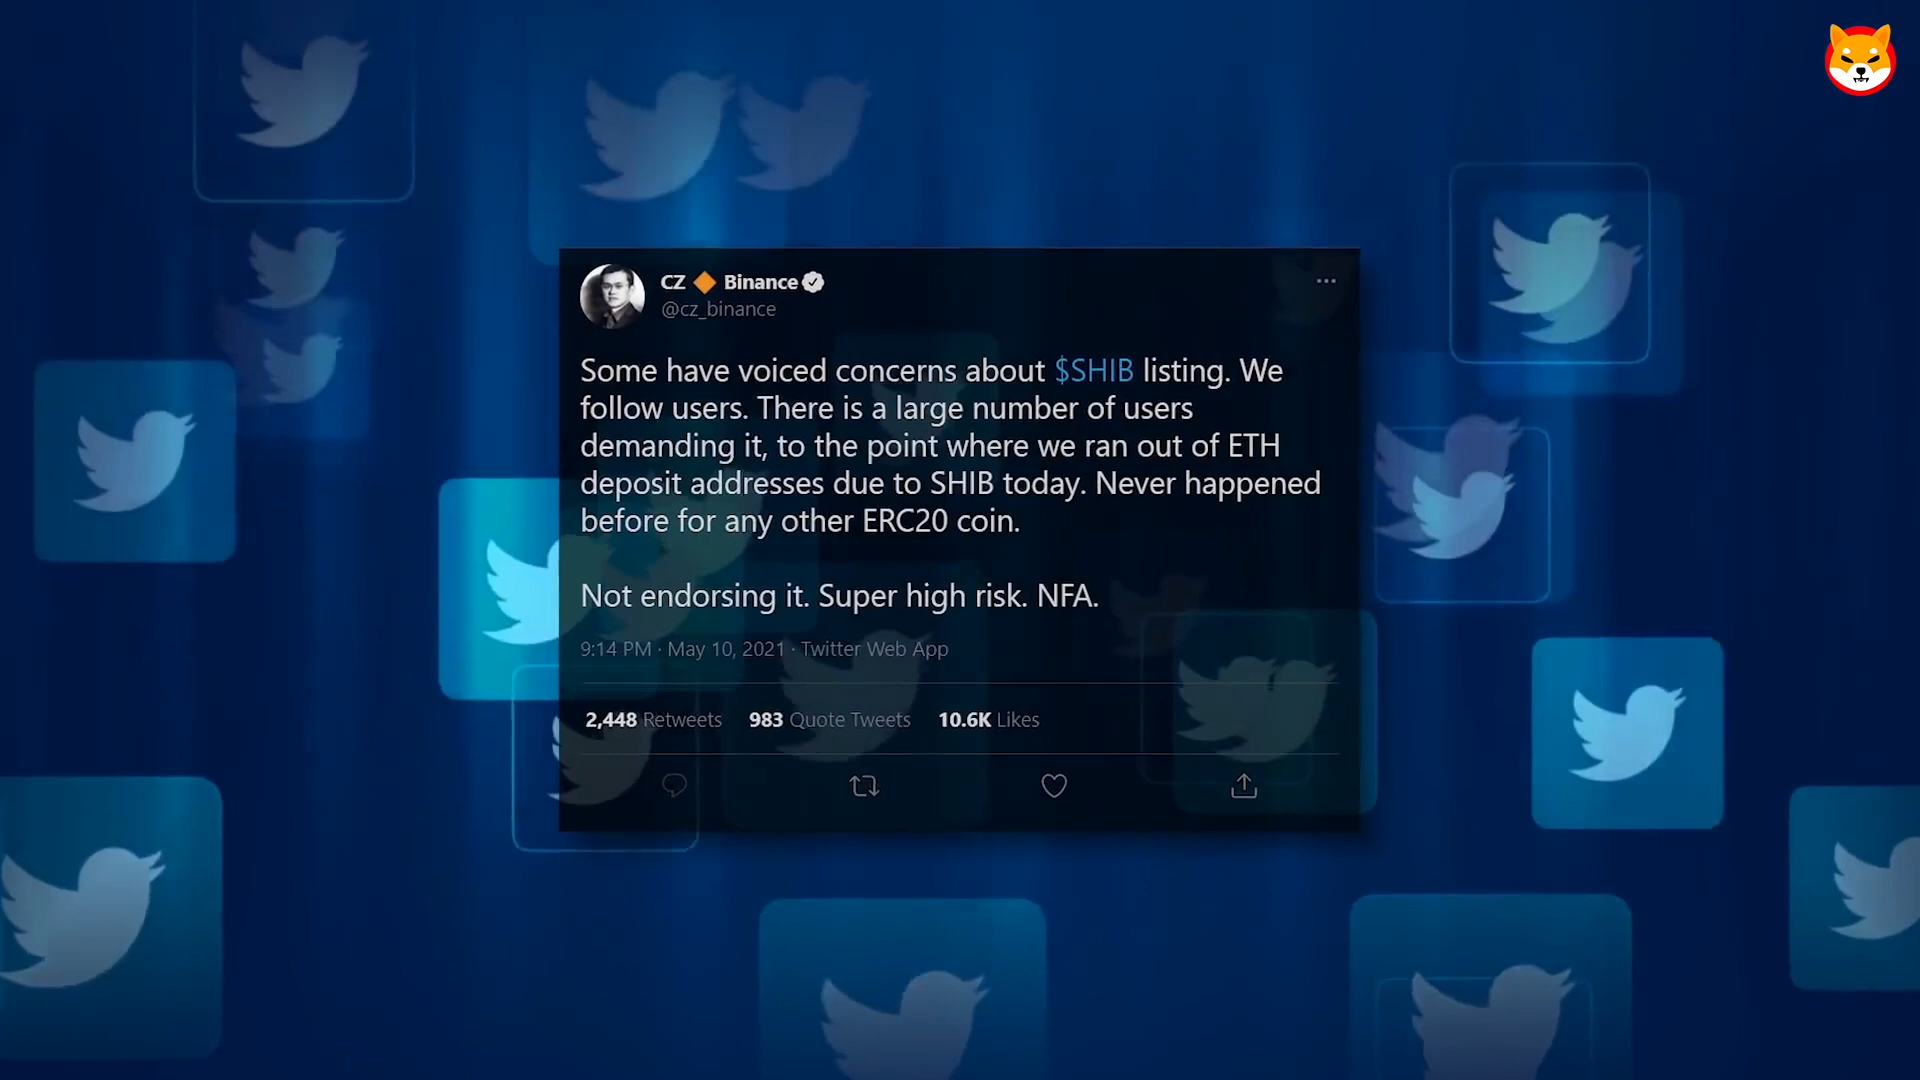 CZ 🔶 Binance
@cz_binance
Some have voiced concerns about $SHIB listing. We
follow users. There is a large number of users
demanding it, to the point where we ran out of ETH
deposit addresses due to SHIB today. Never happened
before for any other ERC20 coin.
Not endorsing it. Super high risk. NFA.
9:14 PM · May 10, 2021 · Twitter Web App
2,448 Retweets 983 Quote Tweets 10.6K Likes